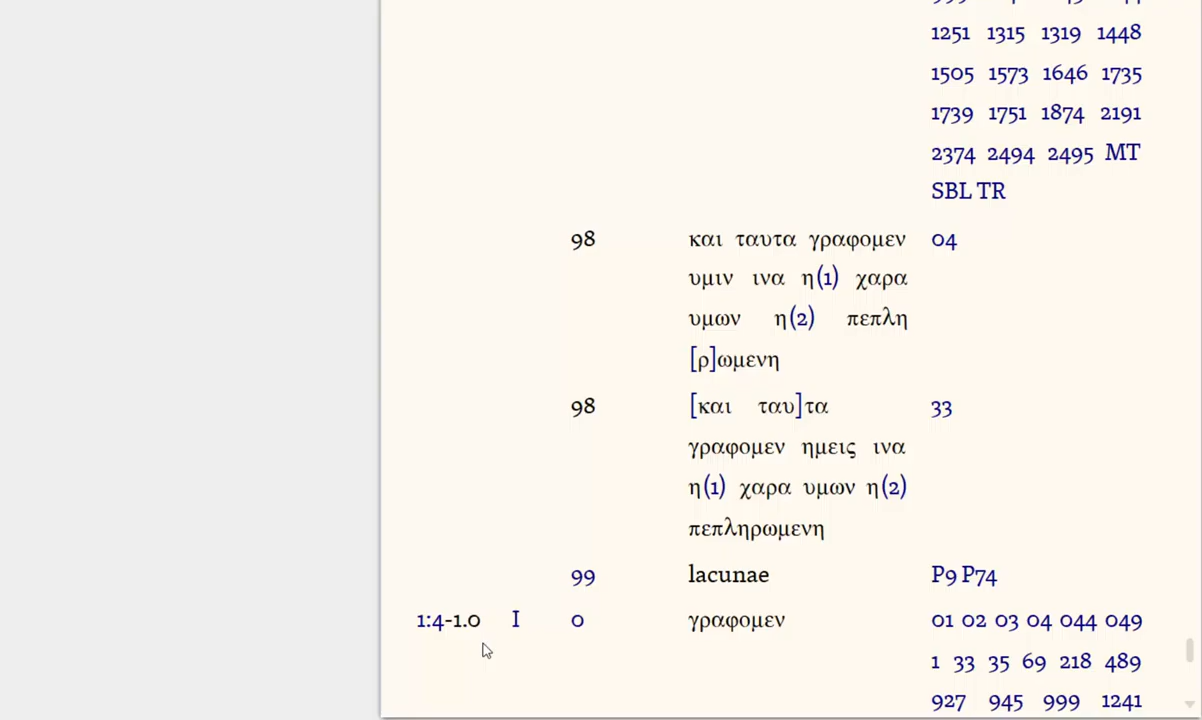 1251 1315 1319 1448
1505 1573 1646 1735
1739 1751 1874 2191
2374 2494 2495 MT
SBL TR
98 και ταυτα γραφομεν 04
υμιν ινα η(1) χαρα
υμων η(2) πεπλη
[ρ]ωμενη
98 [και ταυ]τα 33
γραφομεν ημεις ινα
η(1) χαρα υμων η(2)
πεπληρωμενη
99 lacunae P9 P74
1:4-1.0 I 0 γραφομεν 01 02 03 04 044 049
1 33 35 69 218 489
927 945 999 1241